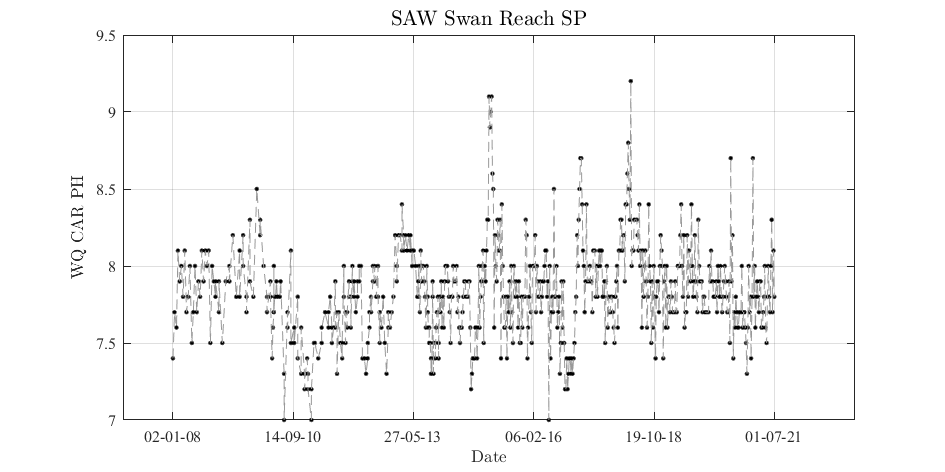 SAW Swan Reach SP
9.5
9
8.5
8
7.5
7
WQ CAR PH
02-01-08 14-09-10 27-05-13 06-02-16 19-10-18 01-07-21
Date